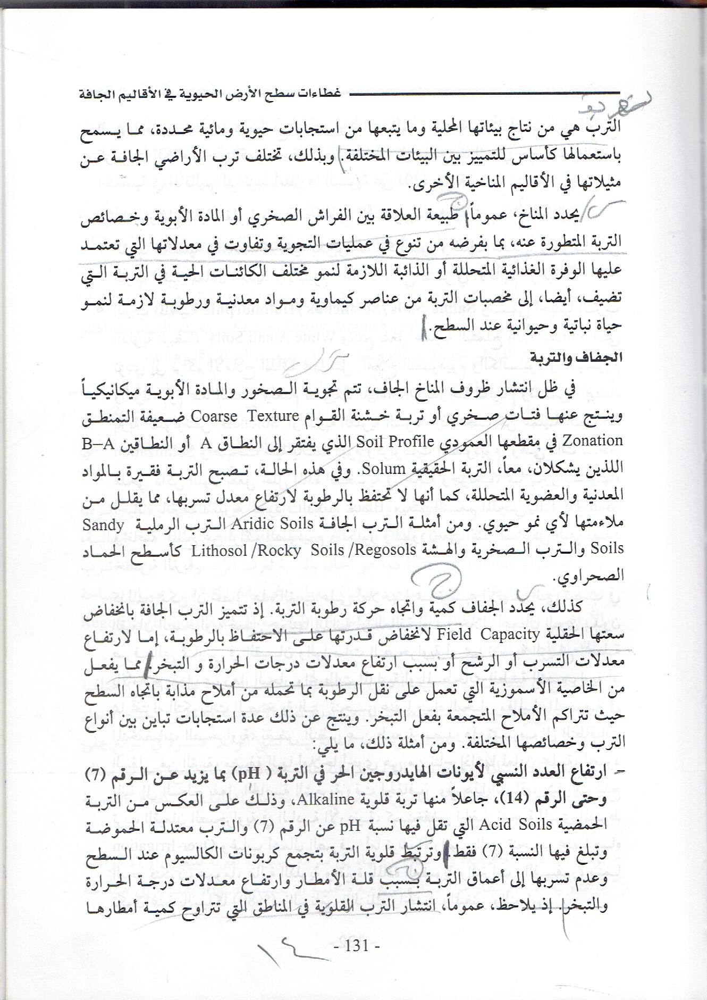 غطاءات سطح الأرض الحيوية في الأقاليم الجافة
الترب هي من نتاج بيئاتها المحلية وما يتبعها من استجابات حيوية ومائية محددة، مما يسمح
باستعمالها كأساس للتمييز بين البيئات المختلفة. وبذلك، تختلف ترب الأراضي الجافة عن
مثيلاتها في الأقاليم المناخية الأخرى.
يحدد المناخ، عموماً، طبيعة العلاقة بين الفراش الصخري أو المادة الأبوية وخصائص
التربة المتطورة عنه، بما يفرضه من تنوع في عمليات التجوية وتفاوت في معدلاتها التي تعتمد
عليها الوفرة الغذائية المتحللة أو الذائبة اللازمة لنمو مختلف الكائنات الحية في التربة التي
تضيف، أيضا، إلى مخصبات التربة من عناصر كيماوية ومواد معدنية ورطوبة لازمة لنمو
حياة نباتية وحيوانية عند السطح.
الجفاف والتربة
في ظل انتشار ظروف المناخ الجاف، تتم تجوية الصخور والمادة الأبوية ميكانيكياً
وينتج عنها فتات صخري أو تربة خشنة القوام Coarse Texture ضعيفة التمنطق
Zonation في مقطعها العمودي Soil Profile الذي يفتقر إلى النطاق A أو النطاقين B–A
اللذين يشكلان، معاً، التربة الحقيقية Solum. وفي هذه الحالة، تصبح التربة فقيرة بالمواد
المعدنية والعضوية المتحللة، كما أنها لا تحتفظ بالرطوبة لارتفاع معدل تسربها، مما يقلل من
ملاءمتها لأي نمو حيوي. ومن أمثلة الترب الجافة Aridic Soils الترب الرملية Sandy
Soils والترب الصخرية والهشة Lithosol /Rocky Soils /Regosols كأسطح الحماد
الصحراوي.
كذلك، يحدد الجفاف كمية واتجاه حركة رطوبة التربة. إذ تتميز الترب الجافة بانخفاض
سعتها الحقلية Field Capacity لانخفاض قدرتها على الاحتفاظ بالرطوبة، إما لارتفاع
معدلات التسرب أو الرشح أو بسبب ارتفاع معدلات درجات الحرارة و التبخر. مما يفعل
من الخاصية الأسموزية التي تعمل على نقل الرطوبة بما تحمله من أملاح مذابة باتجاه السطح
حيث تتراكم الأملاح المتجمعة بفعل التبخر. وينتج عن ذلك عدة استجابات تباين بين أنواع
الترب وخصائصها المختلفة. ومن أمثلة ذلك، ما يلي:
- ارتفاع العدد النسبي لأيونات الهايدروجين الحر في التربة (pH) بما يزيد عن الرقم (7)
وحتى الرقم (14)، جاعلاً منها تربة قلوية Alkaline، وذلك على العكس من التربة
الحمضية Acid Soils التي تقل فيها نسبة pH عن الرقم (7) والترب معتدلة الحموضة
وتبلغ فيها النسبة (7) فقط. وترتبط قلوية التربة بتجمع كربونات الكالسيوم عند السطح
وعدم تسربها إلى أعماق التربة بسبب قلة الأمطار وارتفاع معدلات درجة الحرارة
والتبخر. إذ يلاحظ، عموماً، انتشار الترب القلوية في المناطق التي تتراوح كمية أمطارها
- 131 -
١٤